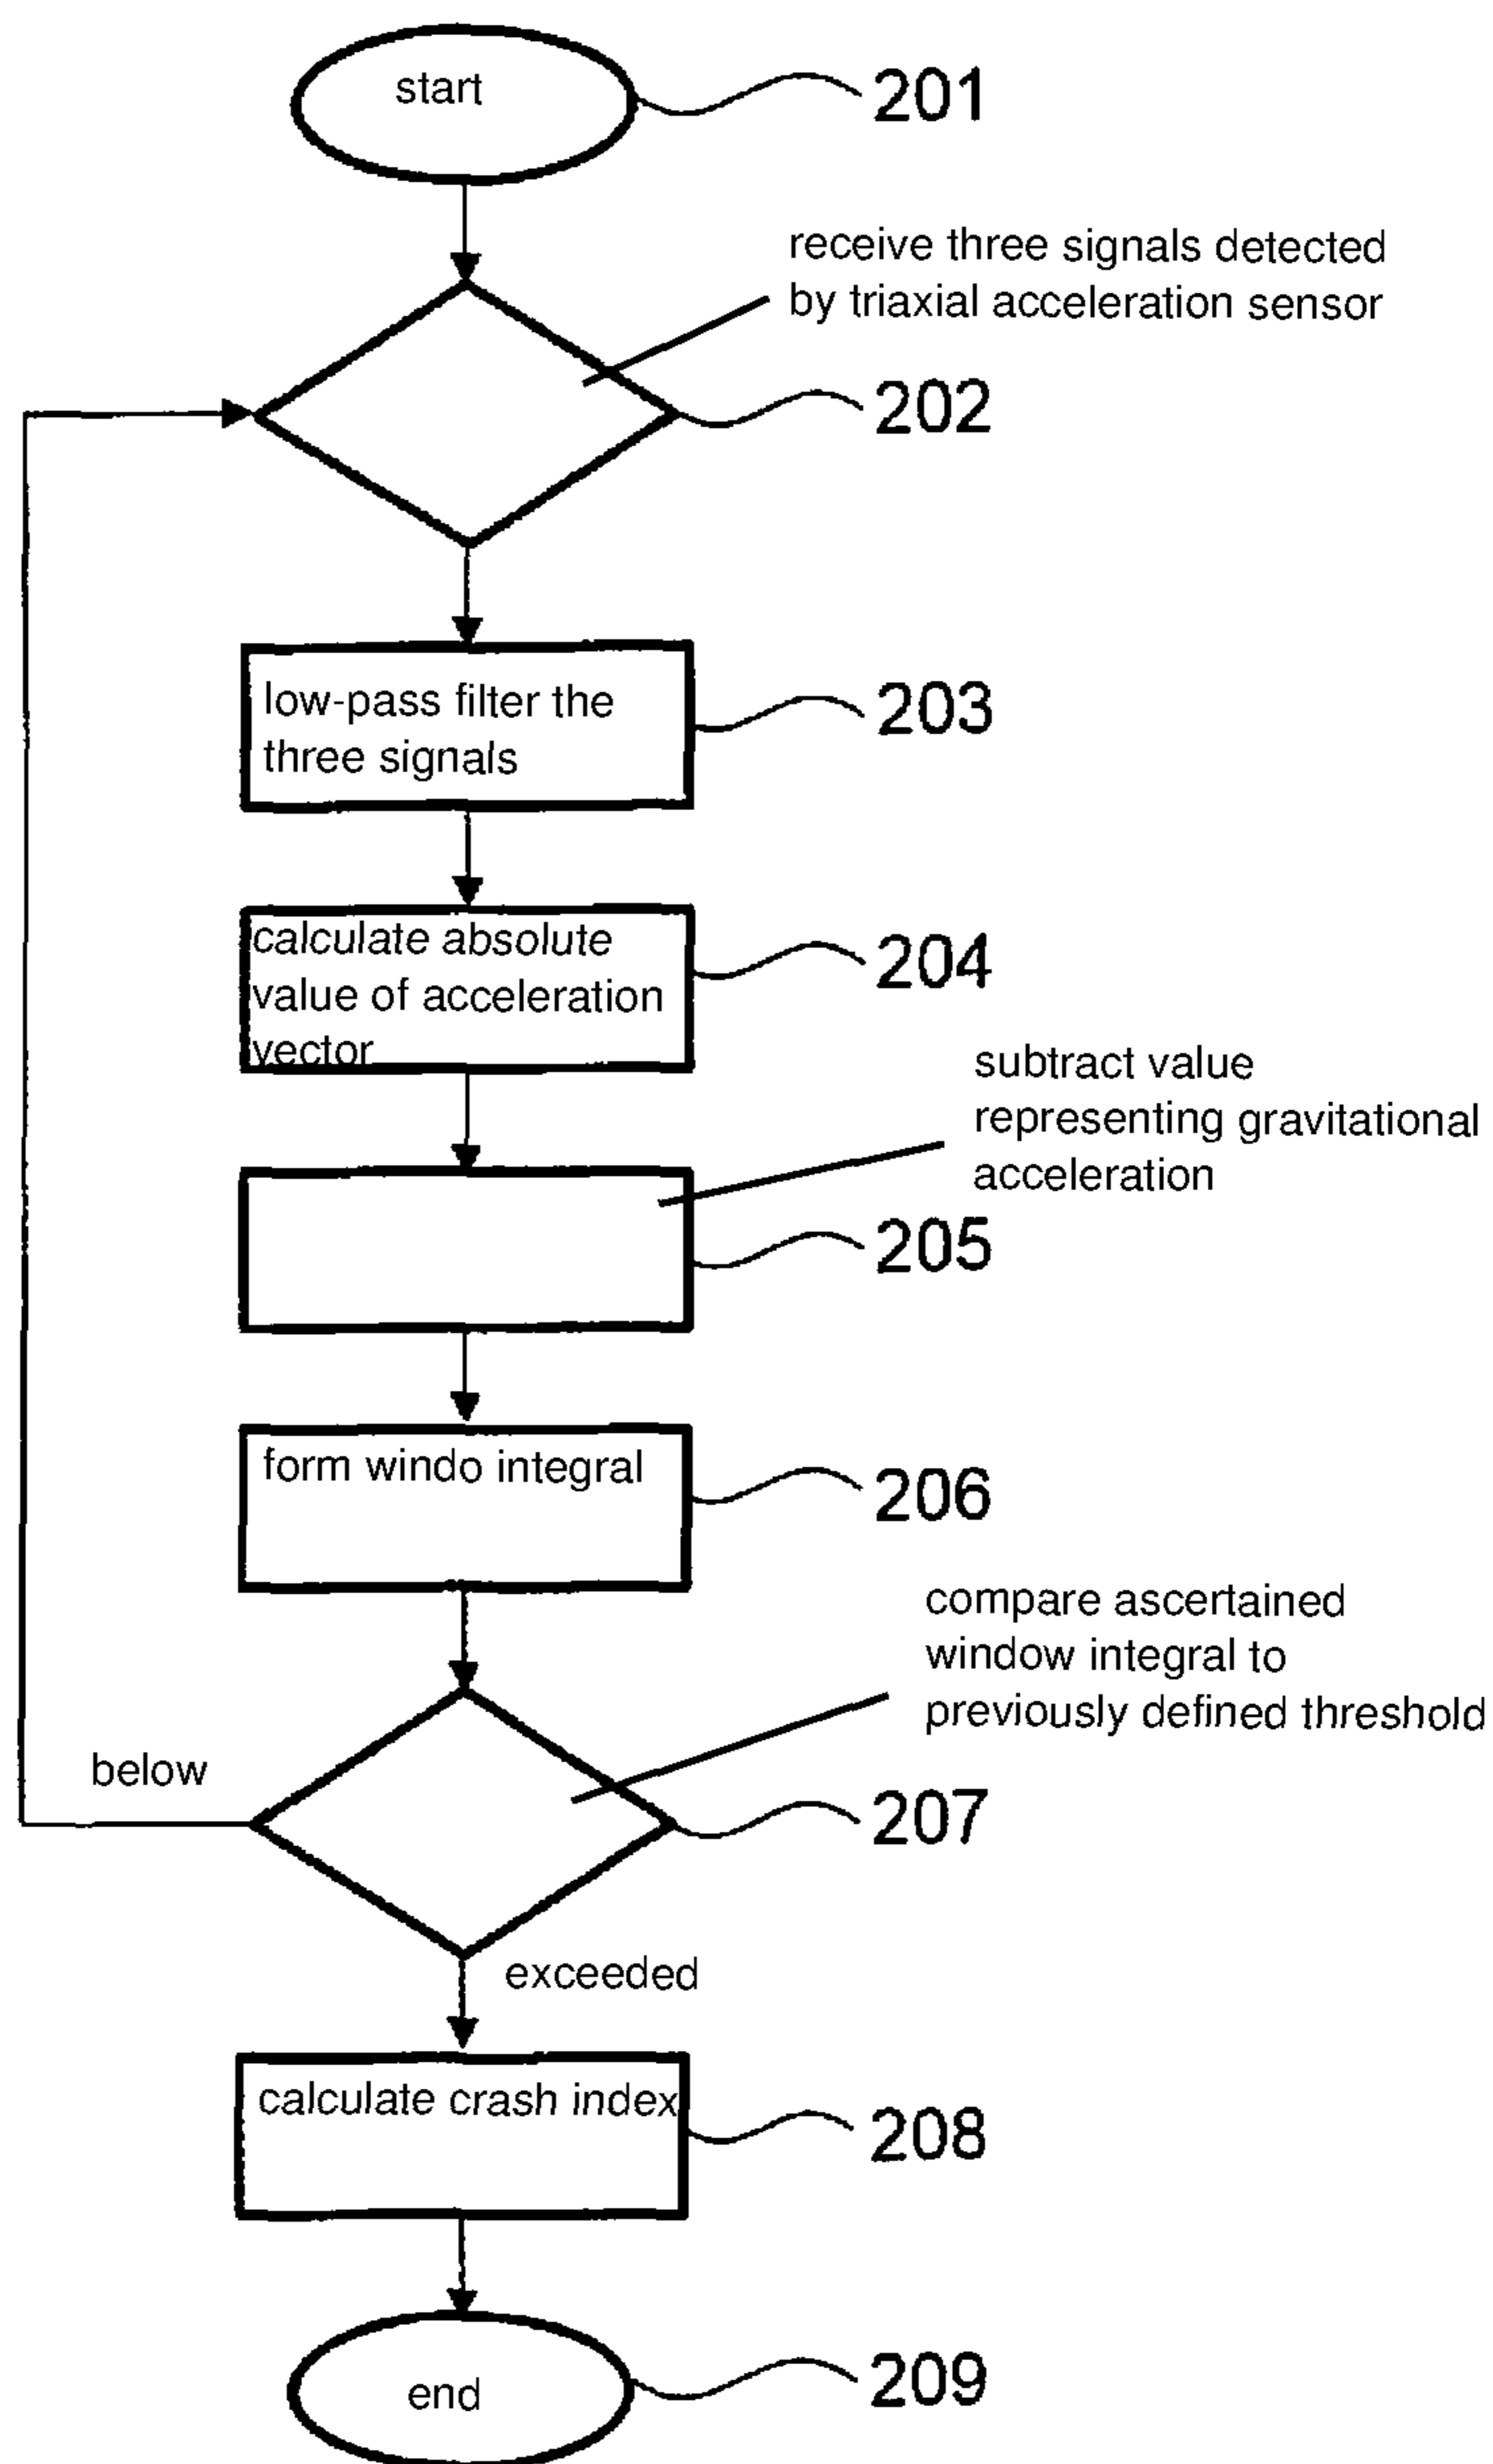 start
201
receive three signals detected
by triaxial acceleration sensor
202
low-pass filter the
three signals
203
calculate absolute
value of acceleration
vector
204
subtract value
representing gravitational
acceleration
205
form windo integral
206
compare ascertained
window integral to
previously defined threshold
below
207
exceeded
calculate crash index
208
end
209